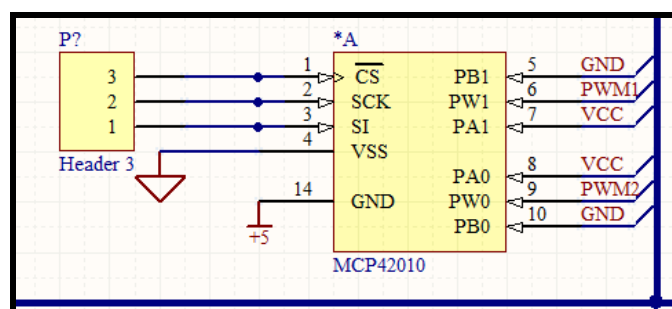 P? *A
3 1 CS PB1 5 GND
2 2 SCK PW1 6 PWM1
1 3 SI PA1 7 VCC
4 VSS
Header 3 PA0 8 VCC
14 GND PW0 9 PWM2
PB0 10 GND
+5
MCP42010